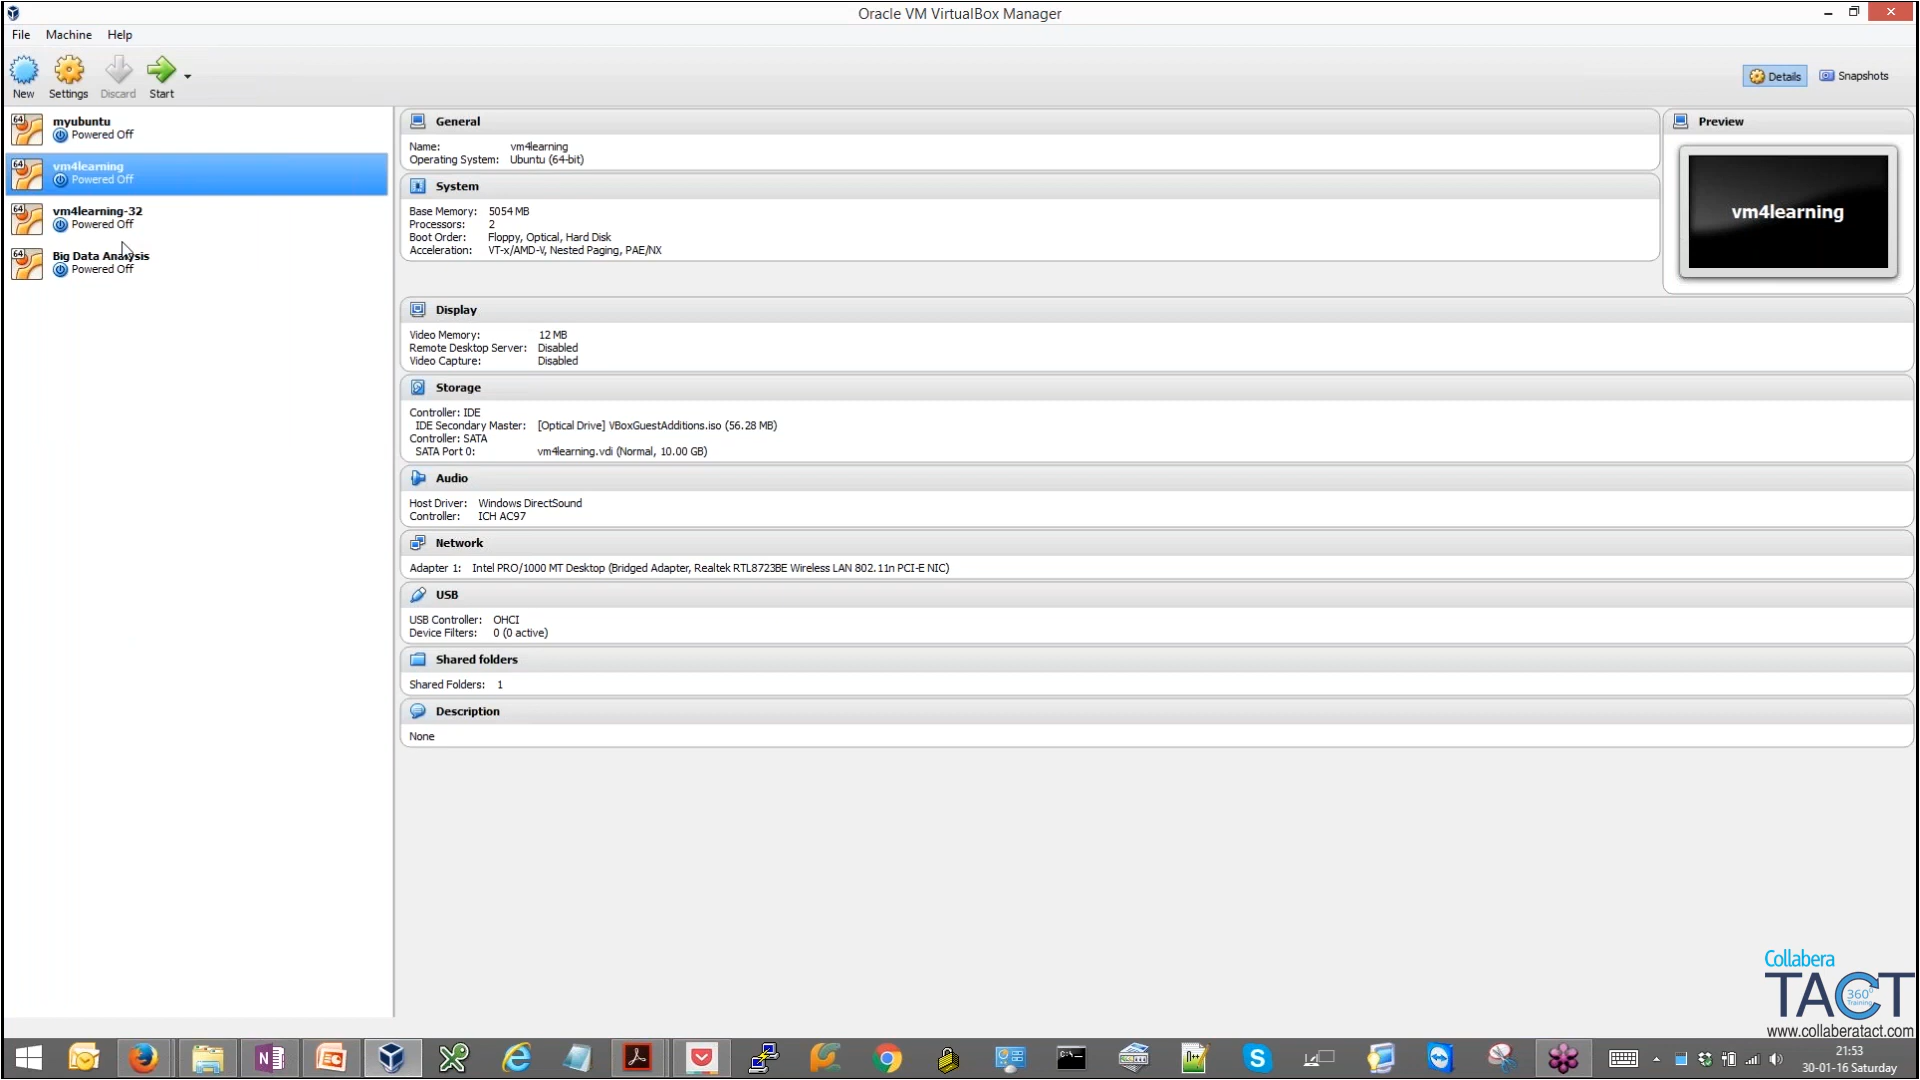 Oracle VM VirtualBox Manager
File Machine Help
New Settings Discard Start
Details Snapshots
64 myubuntu
Powered Off
64 vm4learning
Powered Off
64 vm4learning-32
Powered Off
64 Big Data Analysis
Powered Off
General
Name: vm4learning
Operating System: Ubuntu (64-bit)
System
Base Memory: 5054 MB
Processors: 2
Boot Order: Floppy, Optical, Hard Disk
Acceleration: VT-x/AMD-V, Nested Paging, PAE/NX
Preview
vm4learning
Display
Video Memory: 12 MB
Remote Desktop Server: Disabled
Video Capture: Disabled
Storage
Controller: IDE
IDE Secondary Master: [Optical Drive] VBoxGuestAdditions.iso (56.28 MB)
Controller: SATA
SATA Port 0: vm4learning.vdi (Normal, 10.00 GB)
Audio
Host Driver: Windows DirectSound
Controller: ICH AC97
Network
Adapter 1: Intel PRO/1000 MT Desktop (Bridged Adapter, Realtek RTL8723BE Wireless LAN 802.11n PCI-E NIC)
USB
USB Controller: OHCI
Device Filters: 0 (0 active)
Shared folders
Shared Folders: 1
Description
None
Collabera
TACT
360°
Training
www.collaberatact.com
21:53
30-01-16 Saturday